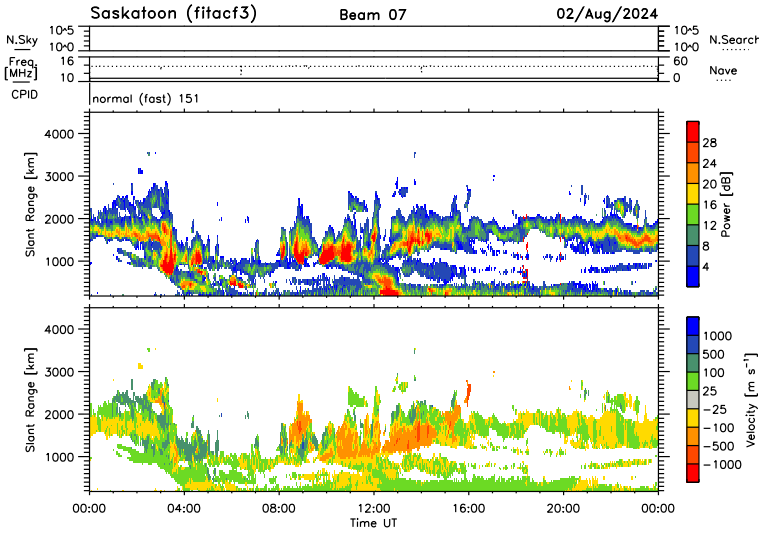 Saskatoon (fitacf3) Beam 07 02/Aug/2024
N.Sky 10^5 10^0 10^5 10^0 N.Search
Freq. [MHz] 16 10 60 0 Nave
CPID normal (fast) 151
Slant Range [km] 4000 3000 2000 1000
Power [dB] 28 24 20 16 12 8 4
Slant Range [km] 4000 3000 2000 1000
Velocity [m s⁻¹] 1000 500 100 25 −25 −100 −500 −1000
00:00 04:00 08:00 12:00 16:00 20:00 00:00
Time UT